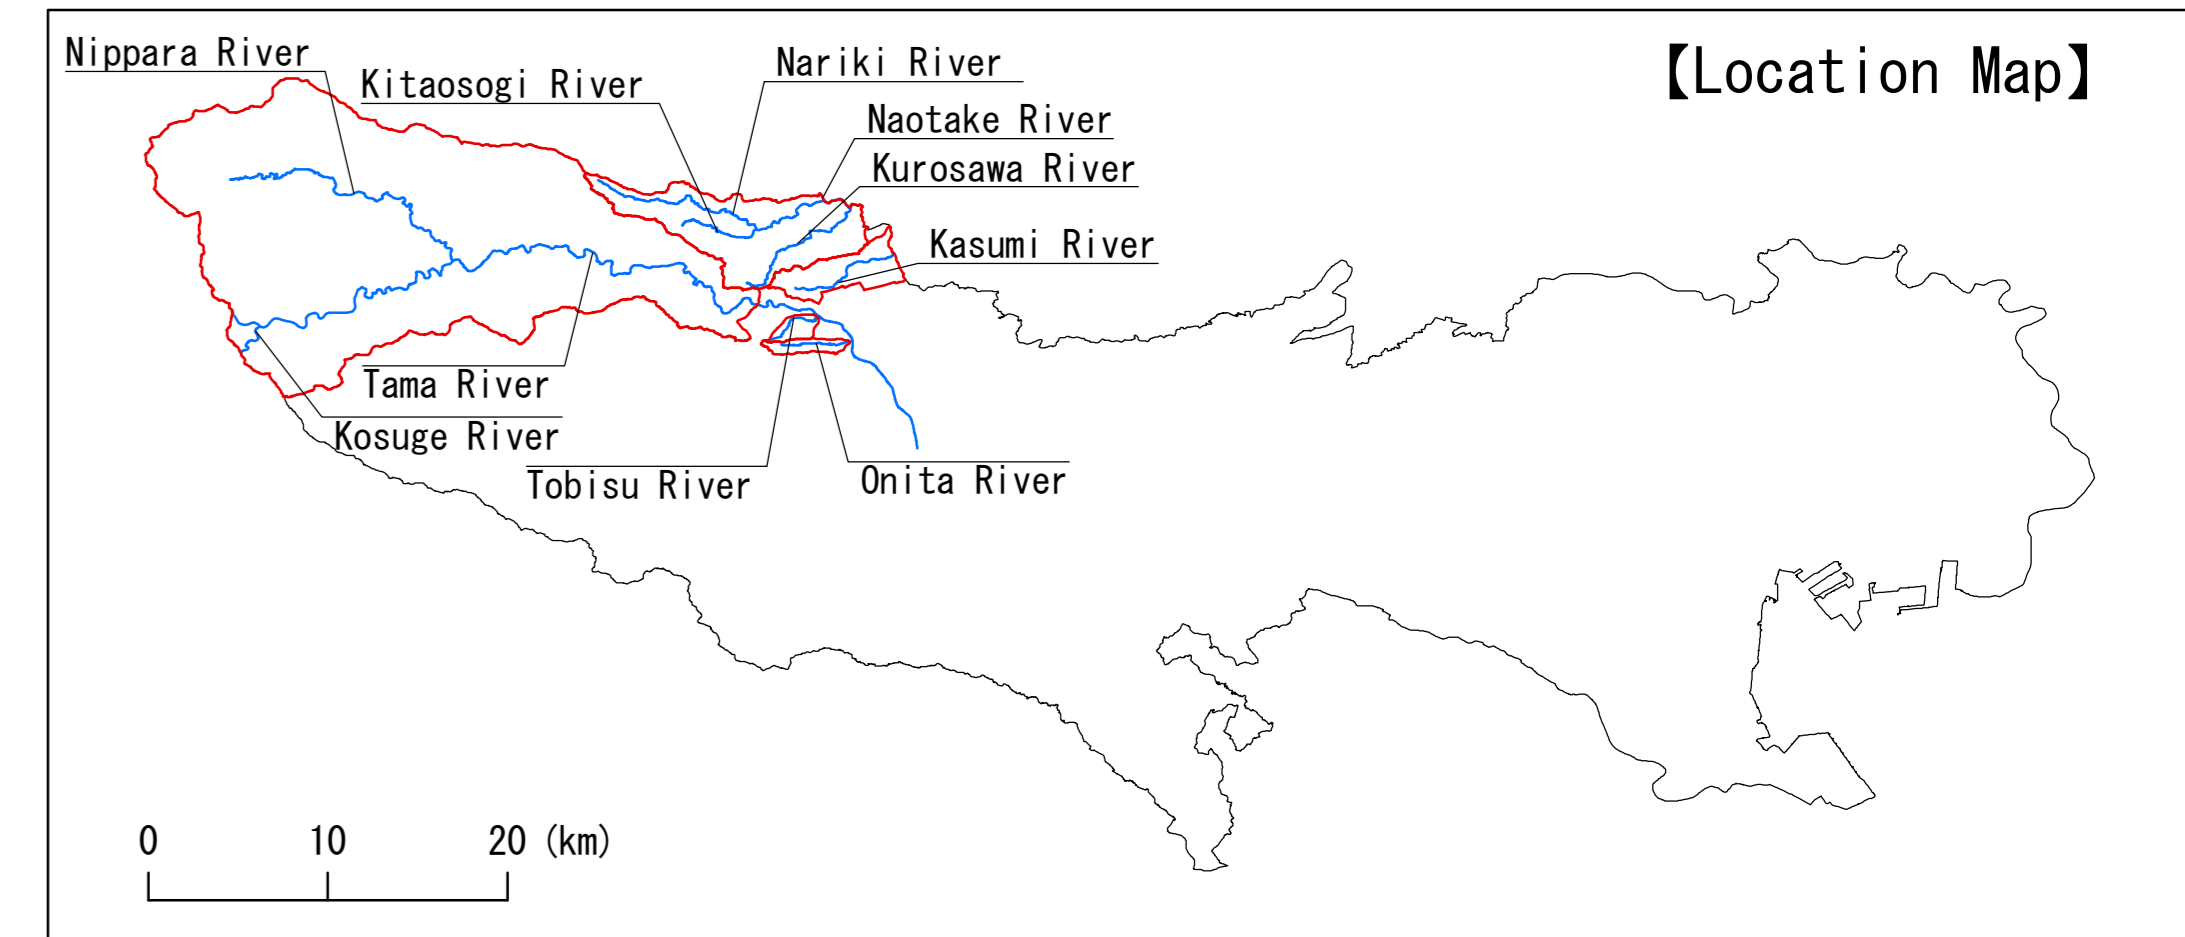 Nippara River
Nariki River
【Location Map】
Kitaosogi River
Naotake River
Kurosawa River
Kasumi River
Tama River
Kosuge River
Tobisu River
Onita River
0 10 20 (km)